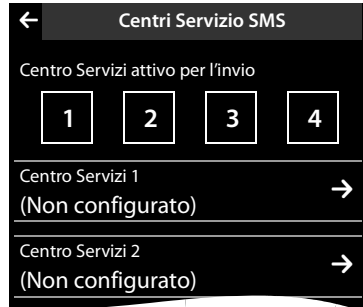 Centri Servizio SMS
Centro Servizi attivo per l’invio
1 2 3 4
Centro Servizi 1
(Non configurato)
Centro Servizi 2
(Non configurato)